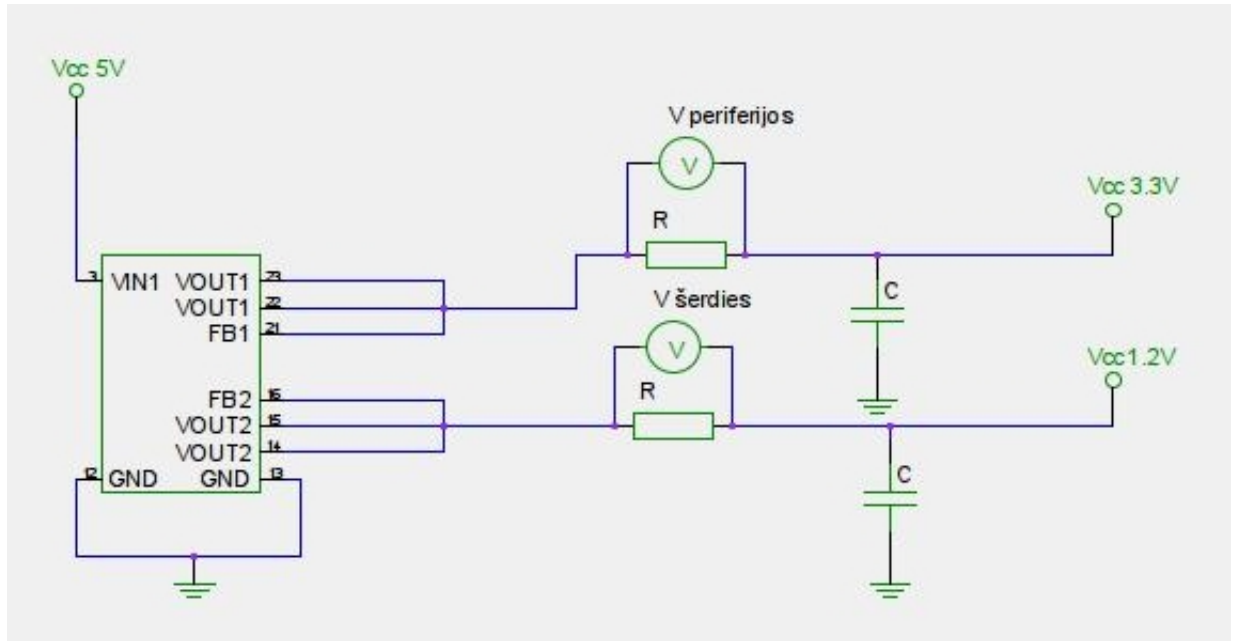 Vcc 5V
V periferijos
V
R
Vcc 3.3V
3 VIN1 VOUT1 23
VOUT1 22
FB1 21
C
V šerdies
V
R
Vcc1.2V
FB2 16
VOUT2 15
VOUT2 14
12 GND GND 13
C